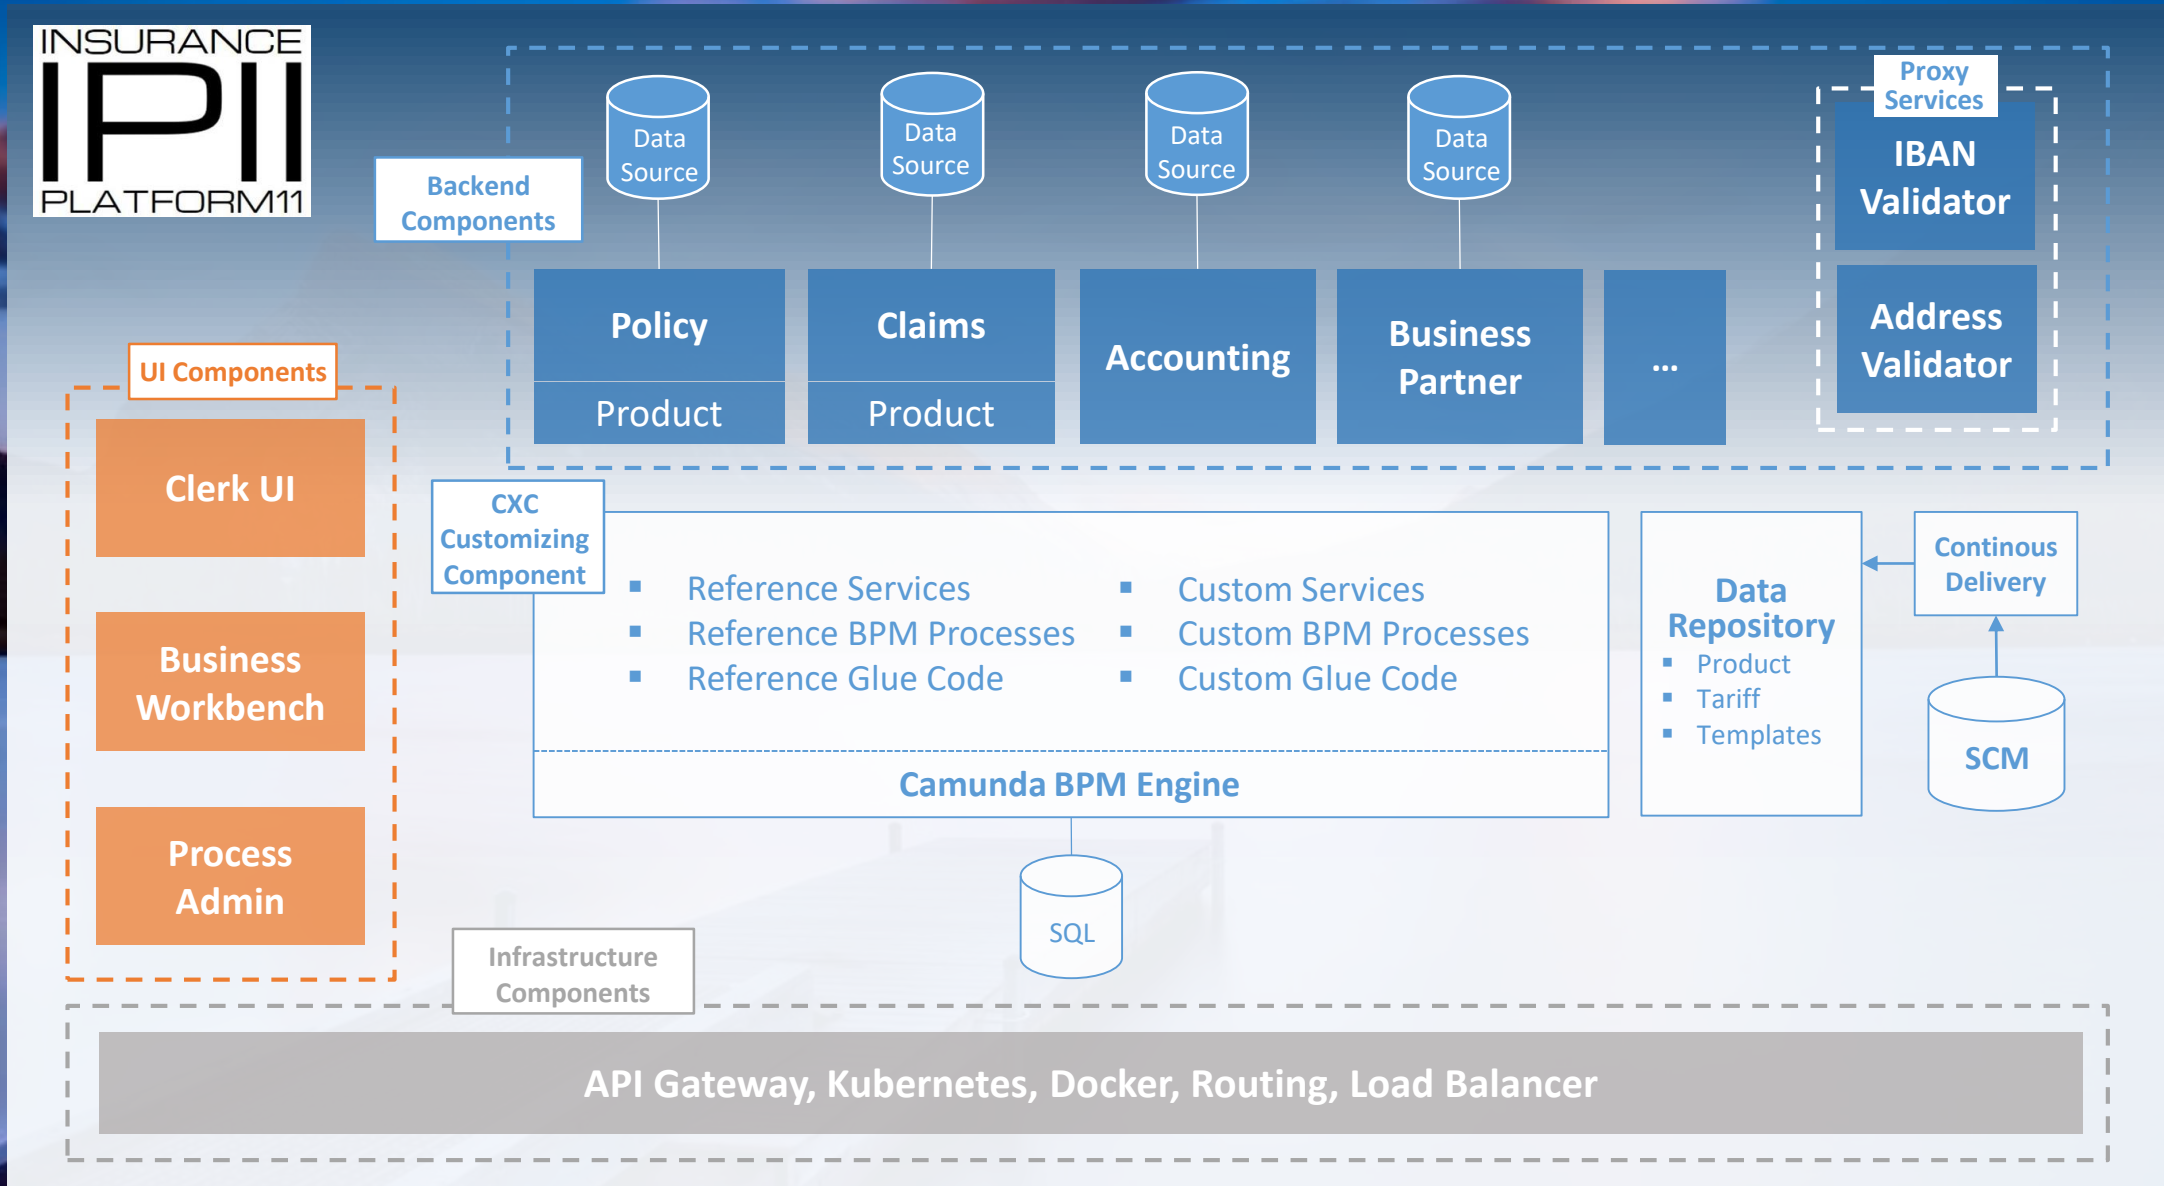 INSURANCE
IP11
PLATFORM11
Backend
Components
Data
Source
Data
Source
Data
Source
Data
Source
Policy
Product
Claims
Product
Accounting
Business
Partner
...
Proxy
Services
IBAN
Validator
Address
Validator
UI Components
Clerk UI
Business
Workbench
Process
Admin
CXC
Customizing
Component
▪ Reference Services
▪ Reference BPM Processes
▪ Reference Glue Code
▪ Custom Services
▪ Custom BPM Processes
▪ Custom Glue Code
Camunda BPM Engine
SQL
Data
Repository
▪ Product
▪ Tariff
▪ Templates
Continous
Delivery
SCM
Infrastructure
Components
API Gateway, Kubernetes, Docker, Routing, Load Balancer